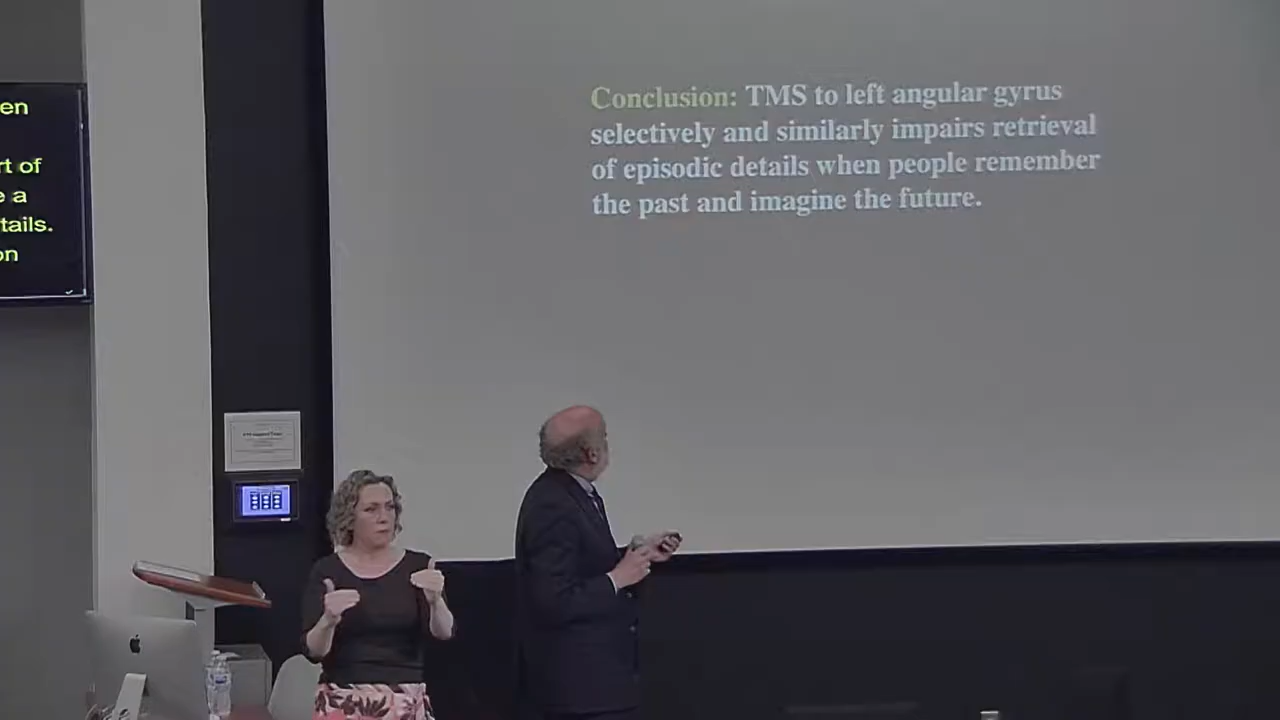 en
rt of
e a
tails.
on
Conclusion: TMS to left angular gyrus
selectively and similarly impairs retrieval
of episodic details when people remember
the past and imagine the future.